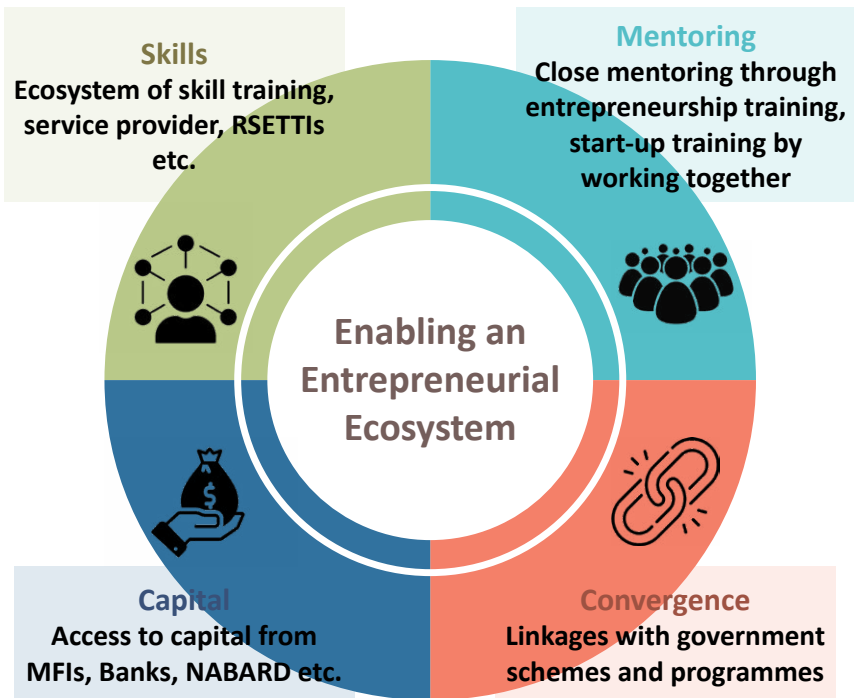 Skills
Ecosystem of skill training,
service provider, RSETTIs
etc.
Mentoring
Close mentoring through
entrepreneurship training,
start-up training by
working together
Enabling an
Entrepreneurial
Ecosystem
$
Capital
Access to capital from
MFIs, Banks, NABARD etc.
Convergence
Linkages with government
schemes and programmes